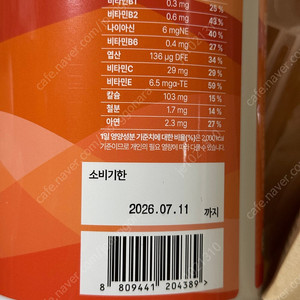 비타민B1 0.3 mg 25 %
비타민B2 0.6 mg 43 %
나이아신 6 mgNE 40 %
비타민B6 0.4 mg 27 %
엽산 136 μg DFE 34 %
비타민C 29 mg 29 %
비타민E 6.5 mgα-TE 59 %
칼슘 103 mg 15 %
철분 1.7 mg 14 %
아연 2.3 mg 27 %
1일 영양성분 기준치에 대한 비율(%)은 2,000 kcal
기준이므로 개인의 필요 열량에 따라 다를 수 있습니다.
소비기한
2026.07.11 까지
8 809441 204389 >